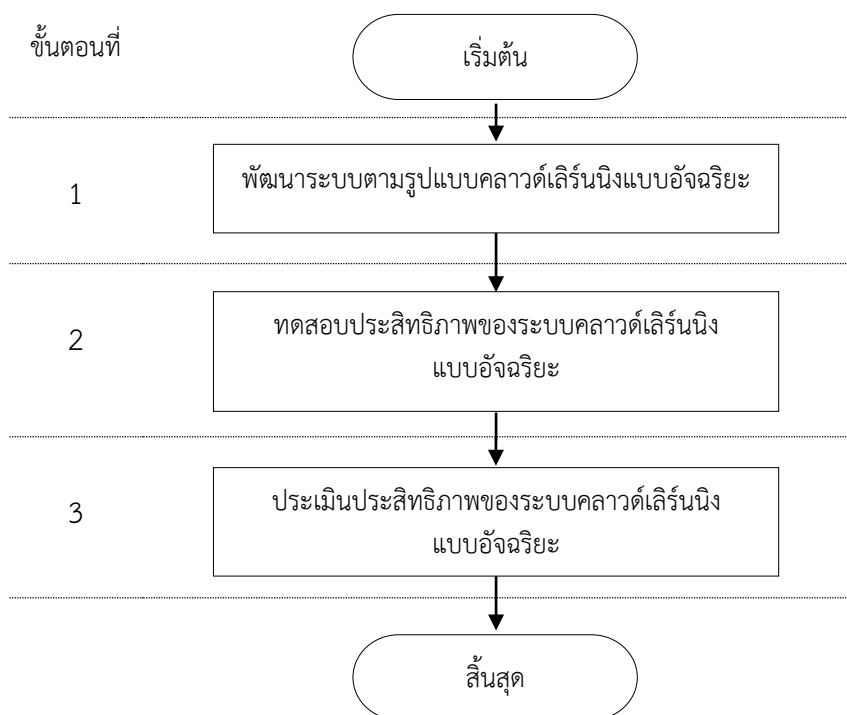 ขั้นตอนที่
เริ่มต้น
1
พัฒนาระบบตามรูปแบบคลาวด์เลิร์นนิงแบบอัจฉริยะ
2
ทดสอบประสิทธิภาพของระบบคลาวด์เลิร์นนิง
แบบอัจฉริยะ
3
ประเมินประสิทธิภาพของระบบคลาวด์เลิร์นนิง
แบบอัจฉริยะ
สิ้นสุด